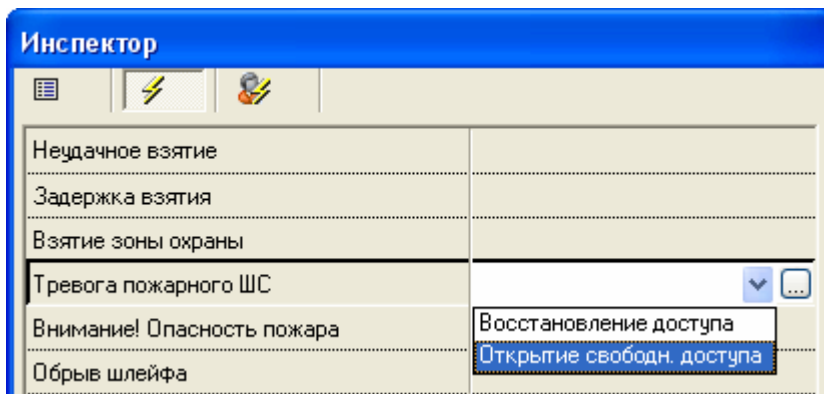 Инспектор
Неудачное взятие
Задержка взятия
Взятие зоны охраны
Тревога пожарного ШС
...
Внимание! Опасность пожара
Восстановление доступа
Открытие свободн. доступа
Обрыв шлейфа